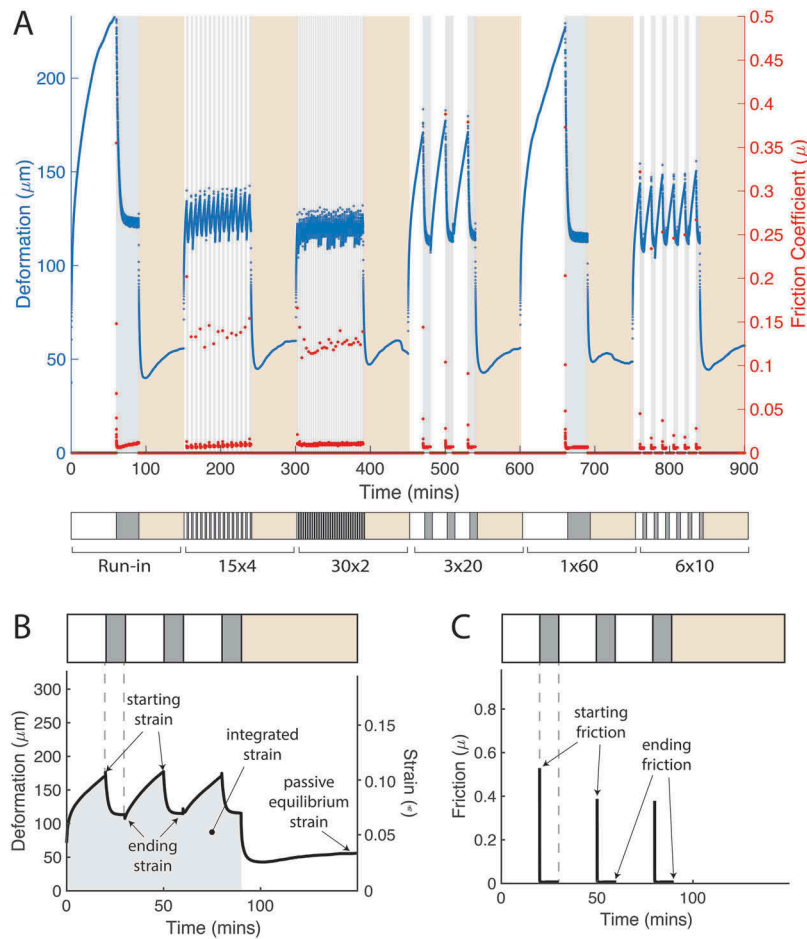 A
Deformation (μm)
200
150
100
50
0
0.5
0.45
0.4
0.35
0.3
0.25
0.2
0.15
0.1
0.05
0
Friction Coefficient (μ)
0 100 200 300 400 500 600 700 800 900
Time (mins)
Run-in 15x4 30x2 3x20 1x60 6x10
B
Deformation (μm)
300
250
200
150
100
50
0
starting strain
integrated strain
ending strain
passive equilibrium strain
0.15
0.10
0.05
0
Strain
0 50 100
Time (mins)
C
Friction (μ)
0.8
0.6
0.4
0.2
0
starting friction
ending friction
0 50 100
Time (mins)